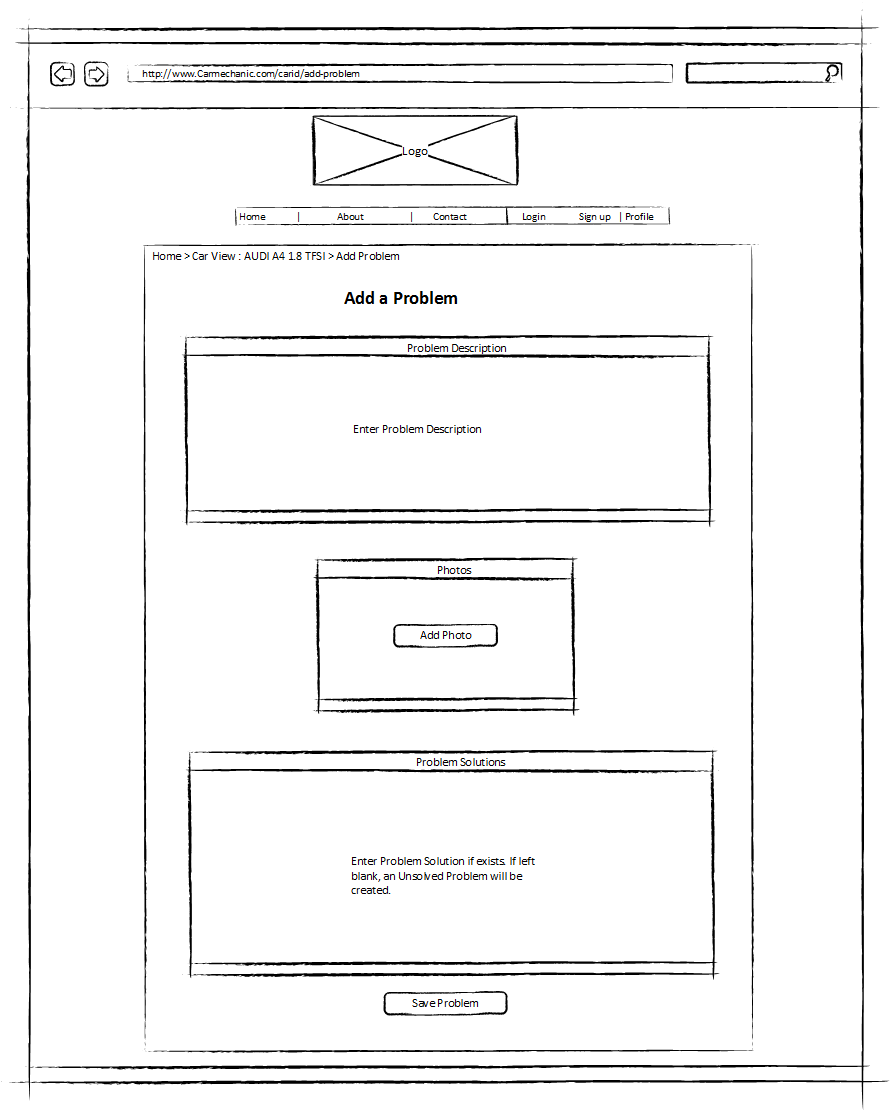 http://www.Carmechanic.com/carid/add-problem
Logo
Home | About | Contact Login Sign up | Profile
Home > Car View : AUDI A4 1.8 TFSI > Add Problem
Add a Problem
Problem Description
Enter Problem Description
Photos
Add Photo
Problem Solutions
Enter Problem Solution if exists. If left
blank, an Unsolved Problem will be
created.
Save Problem